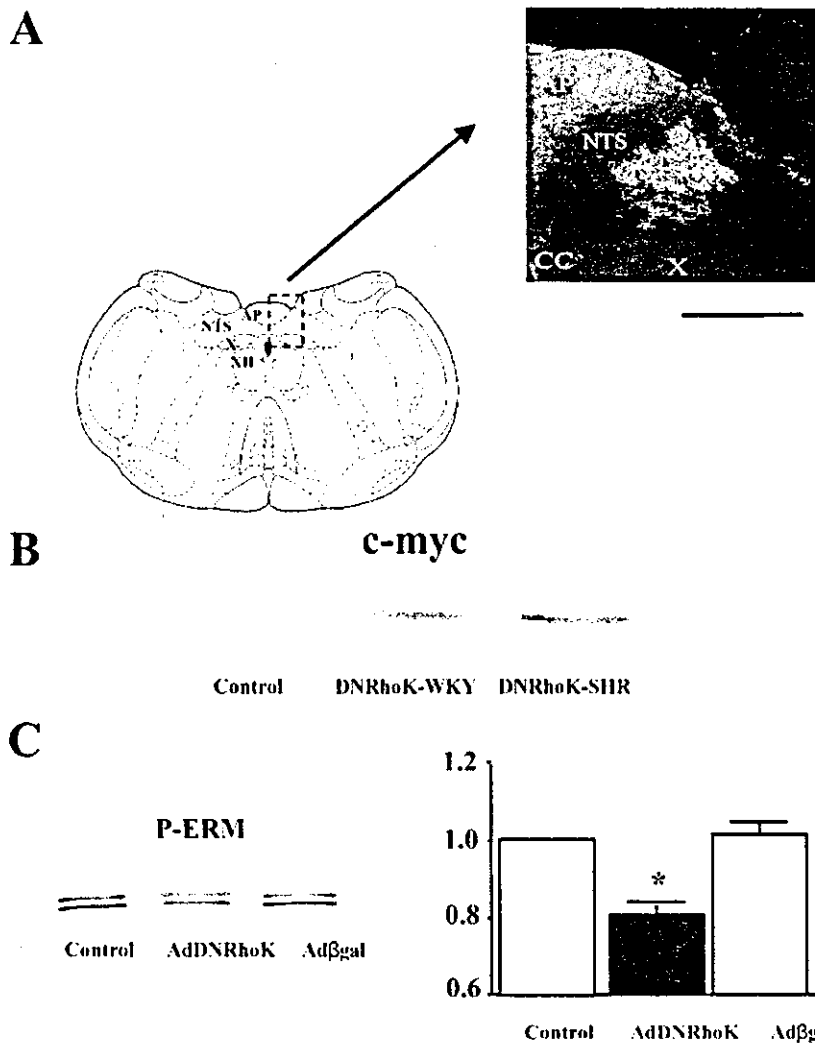 A
AP
NTS
CC
X
NTS
AP
X
XII
B
c-myc
Control DNRhoK-WKY DNRhoK-SHR
C
P-ERM
Control AdDNRhoK Adβgal
1.2
1.0
0.8
0.6
*
Control AdDNRhoK Adβg